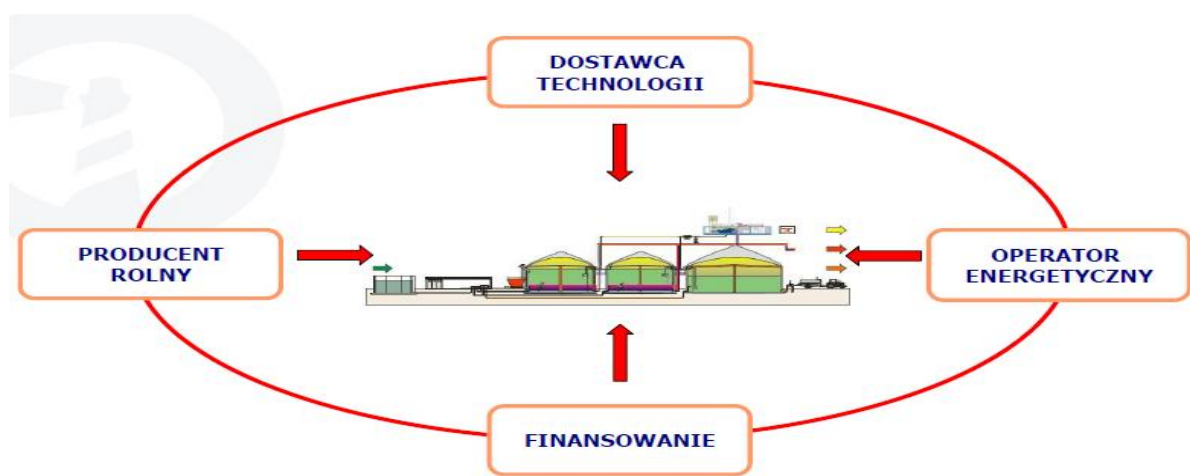 DOSTAWCA
TECHNOLOGII
PRODUCENT
ROLNY
OPERATOR
ENERGETYCZNY
FINANSOWANIE